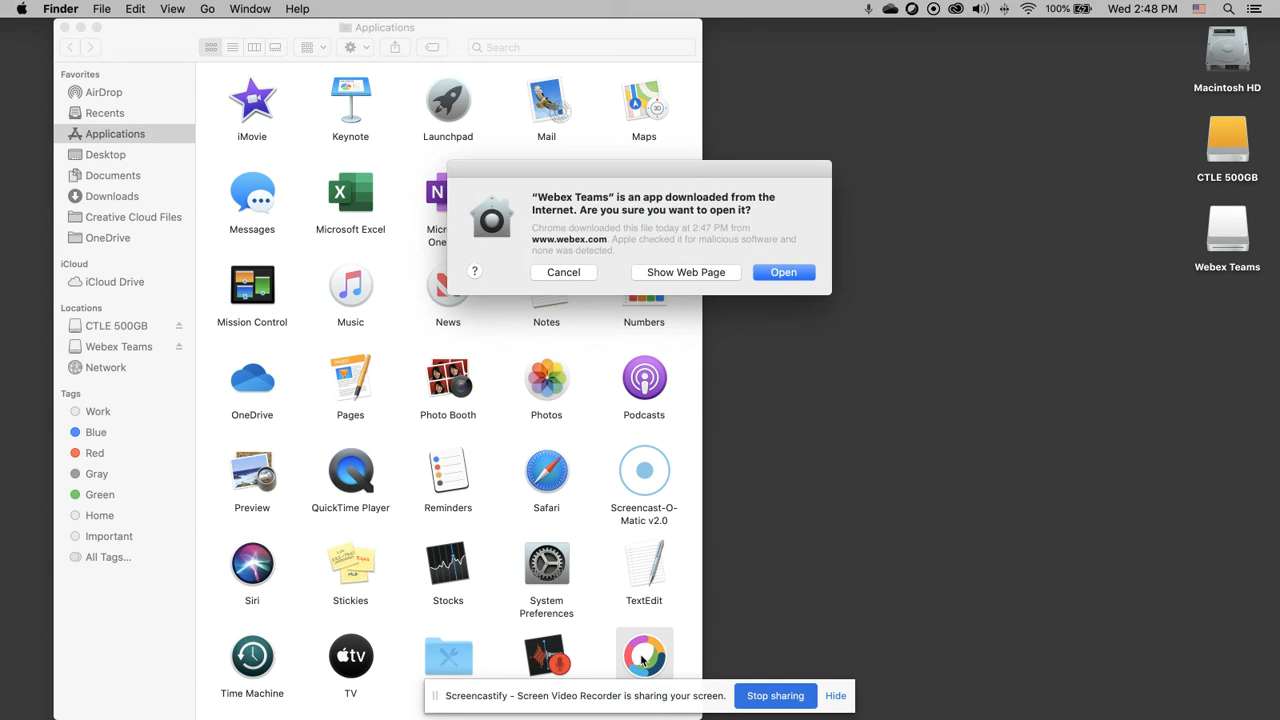 Finder File Edit View Go Window Help
100% Wed 2:48 PM
Applications
Search
Favorites
AirDrop
Recents
Applications
Desktop
Documents
Downloads
Creative Cloud Files
OneDrive
iCloud
iCloud Drive
Locations
CTLE 500GB
Webex Teams
Network
Tags
Work
Blue
Red
Gray
Green
Home
Important
All Tags...
iMovie Keynote Launchpad Mail Maps
Messages Microsoft Excel
Mission Control Music News Notes Numbers
OneDrive Pages Photo Booth Photos Podcasts
Preview QuickTime Player Reminders Safari Screencast-O-
Matic v2.0
Siri Stickies Stocks System
Preferences TextEdit
Time Machine TV
“Webex Teams” is an app downloaded from the
Internet. Are you sure you want to open it?
Chrome downloaded this file today at 2:47 PM from
www.webex.com. Apple checked it for malicious software and
none was detected.
? Cancel Show Web Page Open
Screencastify - Screen Video Recorder is sharing your screen. Stop sharing Hide
Macintosh HD
CTLE 500GB
Webex Teams